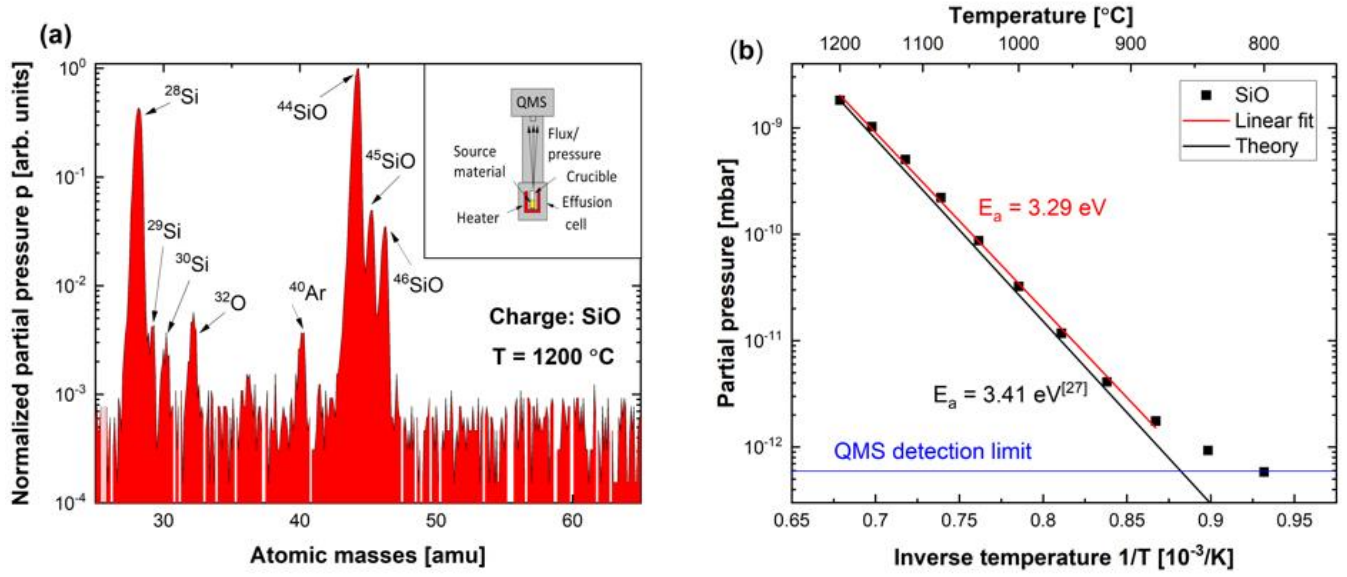 (a)
Normalized partial pressure p [arb. units]
10⁰
10⁻¹
10⁻²
10⁻³
10⁻⁴
²⁸Si
²⁹Si
³⁰Si
³²O
⁴⁰Ar
⁴⁴SiO
⁴⁵SiO
⁴⁶SiO
QMS
Flux/
pressure
Source
material
Crucible
Heater
Effusion
cell
Charge: SiO
T = 1200 °C
30
40
50
60
Atomic masses [amu]
(b)
Temperature [°C]
1200
1100
1000
900
800
Partial pressure [mbar]
10⁻⁹
10⁻¹⁰
10⁻¹¹
10⁻¹²
SiO
Linear fit
Theory
Eₐ = 3.29 eV
Eₐ = 3.41 eV[27]
QMS detection limit
0.65
0.7
0.75
0.8
0.85
0.9
0.95
Inverse temperature 1/T [10⁻³/K]